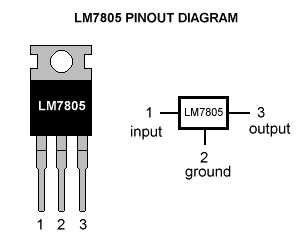 LM7805 PINOUT DIAGRAM
LM7805
1 2 3
1 LM7805 3
input output
2
ground